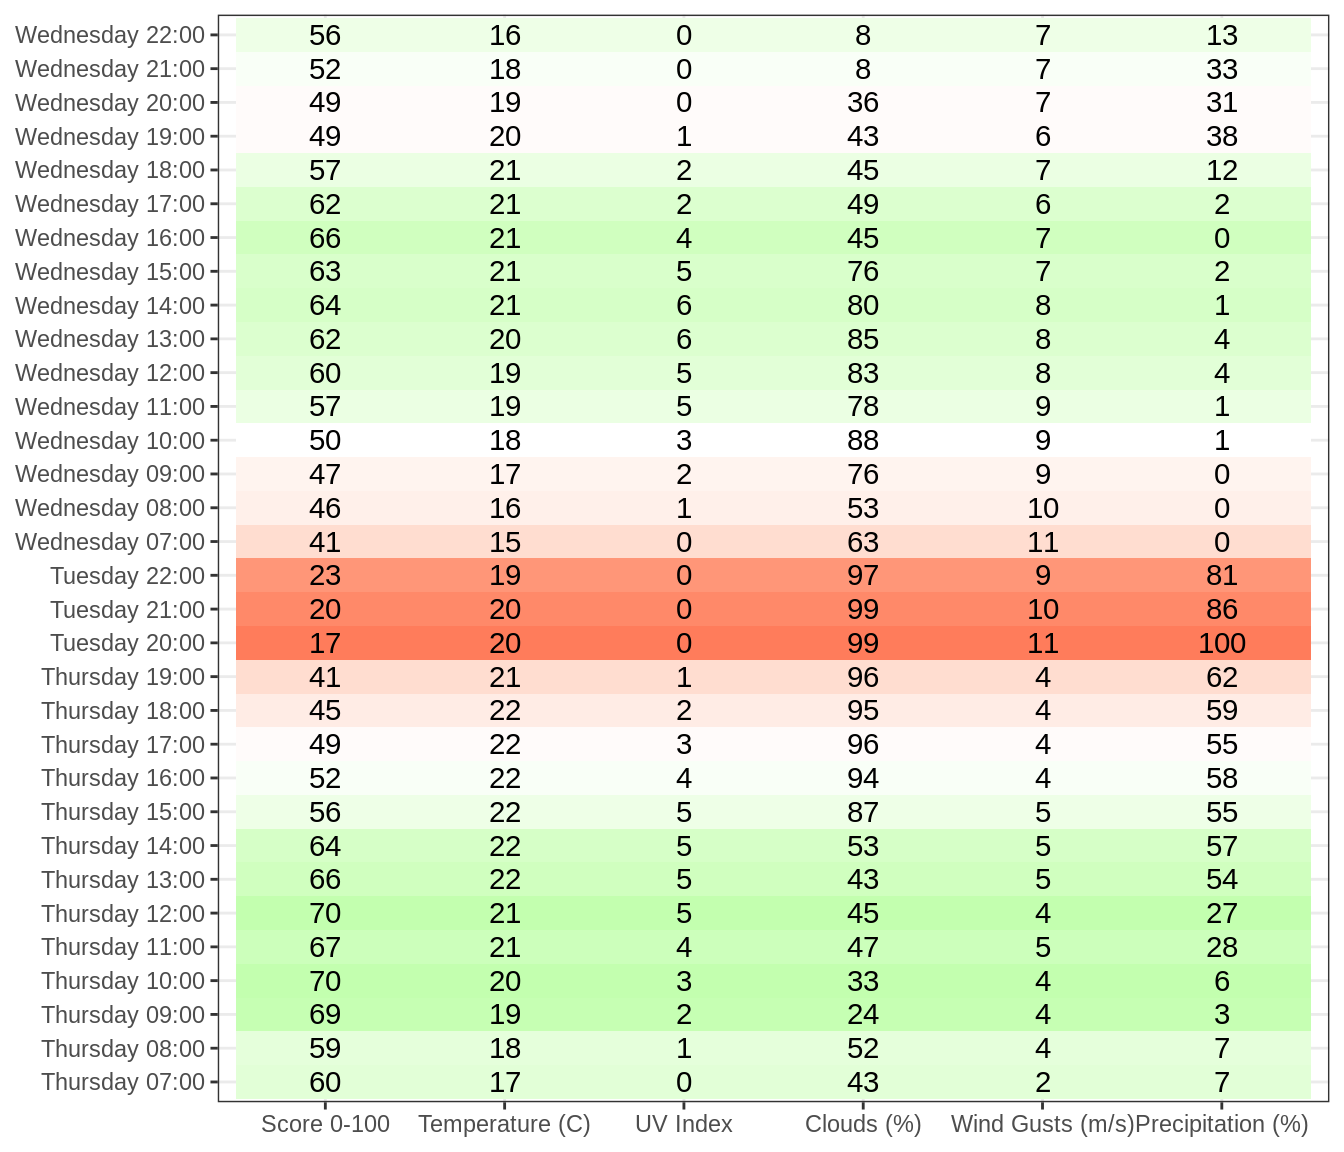 Wednesday 22:00 56 16 0 8 7 13
Wednesday 21:00 52 18 0 8 7 33
Wednesday 20:00 49 19 0 36 7 31
Wednesday 19:00 49 20 1 43 6 38
Wednesday 18:00 57 21 2 45 7 12
Wednesday 17:00 62 21 2 49 6 2
Wednesday 16:00 66 21 4 45 7 0
Wednesday 15:00 63 21 5 76 7 2
Wednesday 14:00 64 21 6 80 8 1
Wednesday 13:00 62 20 6 85 8 4
Wednesday 12:00 60 19 5 83 8 4
Wednesday 11:00 57 19 5 78 9 1
Wednesday 10:00 50 18 3 88 9 1
Wednesday 09:00 47 17 2 76 9 0
Wednesday 08:00 46 16 1 53 10 0
Wednesday 07:00 41 15 0 63 11 0
Tuesday 22:00 23 19 0 97 9 81
Tuesday 21:00 20 20 0 99 10 86
Tuesday 20:00 17 20 0 99 11 100
Thursday 19:00 41 21 1 96 4 62
Thursday 18:00 45 22 2 95 4 59
Thursday 17:00 49 22 3 96 4 55
Thursday 16:00 52 22 4 94 4 58
Thursday 15:00 56 22 5 87 5 55
Thursday 14:00 64 22 5 53 5 57
Thursday 13:00 66 22 5 43 5 54
Thursday 12:00 70 21 5 45 4 27
Thursday 11:00 67 21 4 47 5 28
Thursday 10:00 70 20 3 33 4 6
Thursday 09:00 69 19 2 24 4 3
Thursday 08:00 59 18 1 52 4 7
Thursday 07:00 60 17 0 43 2 7
Score 0-100 Temperature (C) UV Index Clouds (%) Wind Gusts (m/s) Precipitation (%)